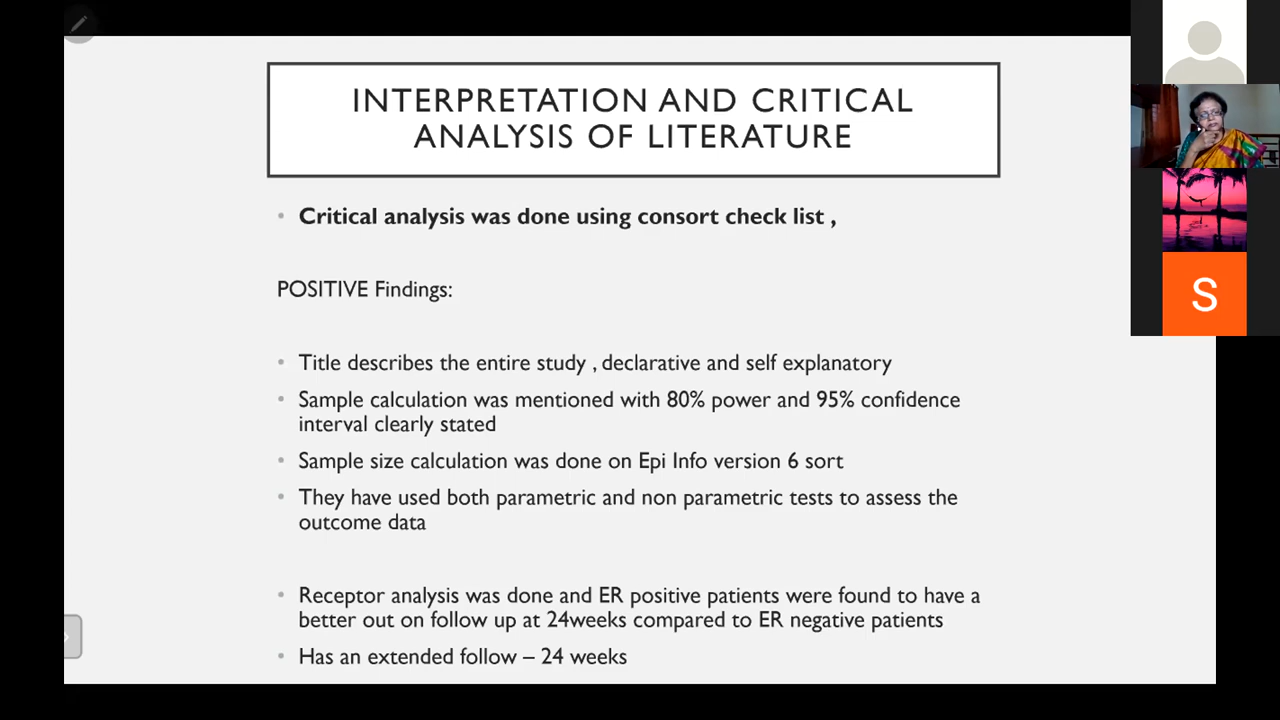 INTERPRETATION AND CRITICAL
ANALYSIS OF LITERATURE
• Critical analysis was done using consort check list ,
POSITIVE Findings:
• Title describes the entire study , declarative and self explanatory
• Sample calculation was mentioned with 80% power and 95% confidence
interval clearly stated
• Sample size calculation was done on Epi Info version 6 sort
• They have used both parametric and non parametric tests to assess the
outcome data
• Receptor analysis was done and ER positive patients were found to have a
better out on follow up at 24weeks compared to ER negative patients
• Has an extended follow – 24 weeks
S